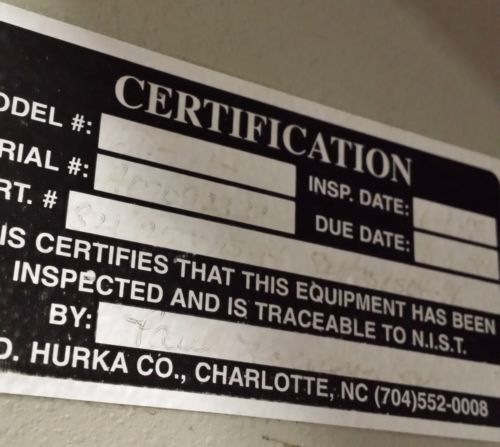 CERTIFICATION
ODEL #:
RIAL #:
INSP. DATE:
RT. #
DUE DATE:
IS CERTIFIES THAT THIS EQUIPMENT HAS BEEN
INSPECTED AND IS TRACEABLE TO N.I.S.T.
BY:
D. HURKA CO., CHARLOTTE, NC (704)552-0008